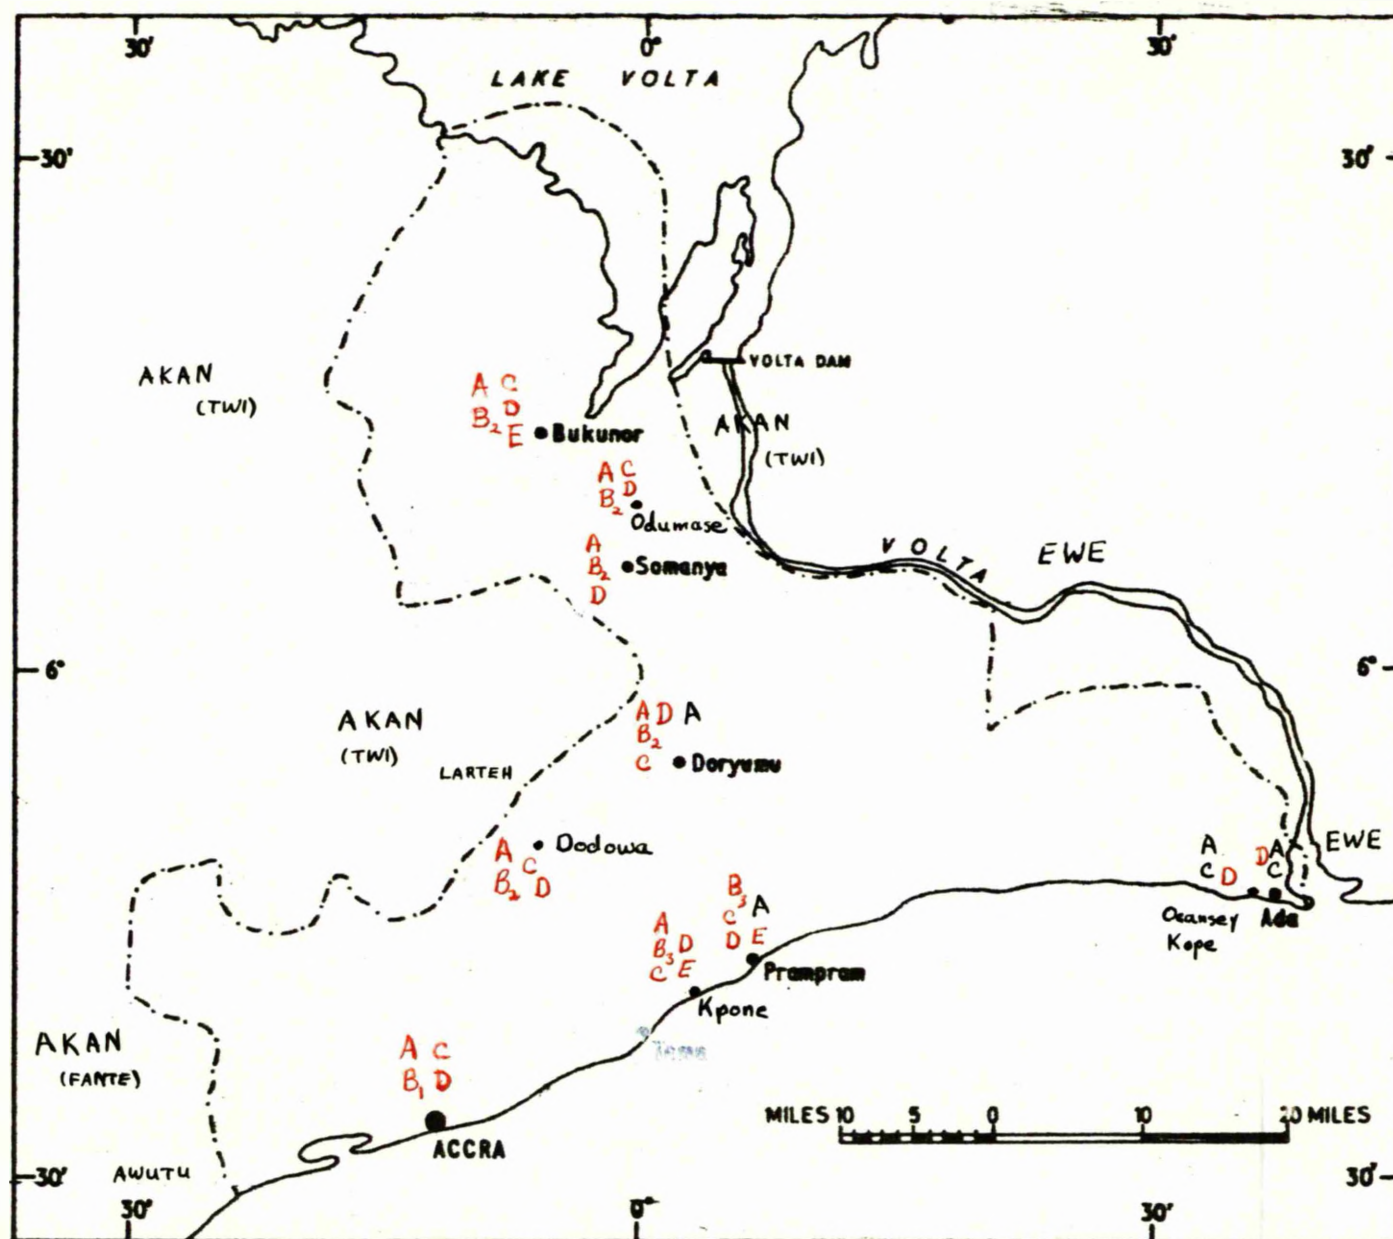 30' 0° 30'
LAKE VOLTA
30' 30'
VOLTA DAM
AKAN
(TWI)
A C
D
B2 E
Bukunor
AKAN
(TWI)
A C
B2 D
Odumase
A
B2
D
Somanya
VOLTA
EWE
6° 6°
A D A
B2
C
Doryumu
AKAN
(TWI)
LARTEH
Dodowa
A C
B2 D
A D A
C D C
EWE
Ocansey
Kope
Ada
B3 A
C
D E
Prampram
A
B3 D
C E
Kpone
Tema
AKAN
(FANTE)
A C
B1 D
ACCRA
MILES 10 5 0 10 20 MILES
AWUTU
30' 30'
30' 0° 30'